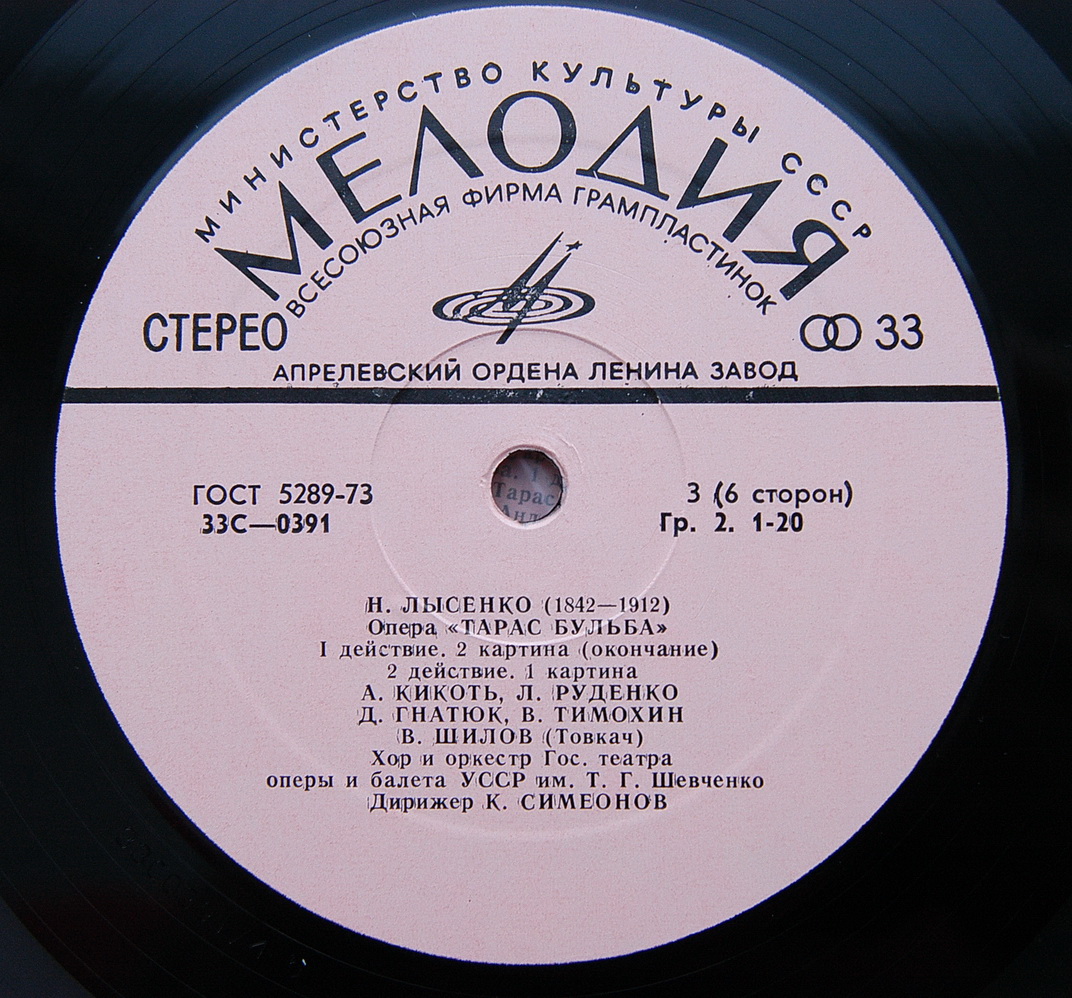 МИНИСТЕРСТВО КУЛЬТУРЫ СССР
МЕЛОДИЯ
ВСЕСОЮЗНАЯ ФИРМА ГРАМПЛАСТИНОК
СТЕРЕО
33
АПРЕЛЕВСКИЙ ОРДЕНА ЛЕНИНА ЗАВОД
ГОСТ 5289-73
33С—0391
3 (6 сторон)
Гр. 2. 1-20
Тарас
Н. ЛЫСЕНКО (1842—1912)
Опера «ТАРАС БУЛЬБА»
I действие. 2 картина (окончание)
2 действие. 1 картина
А. КИКОТЬ, Л. РУДЕНКО
Д. ГНАТЮК, В. ТИМОХИН
В. ШИЛОВ (Товкач)
Хор и оркестр Гос. театра
оперы и балета УССР им. Т. Г. Шевченко
Дирижер К. СИМЕОНОВ